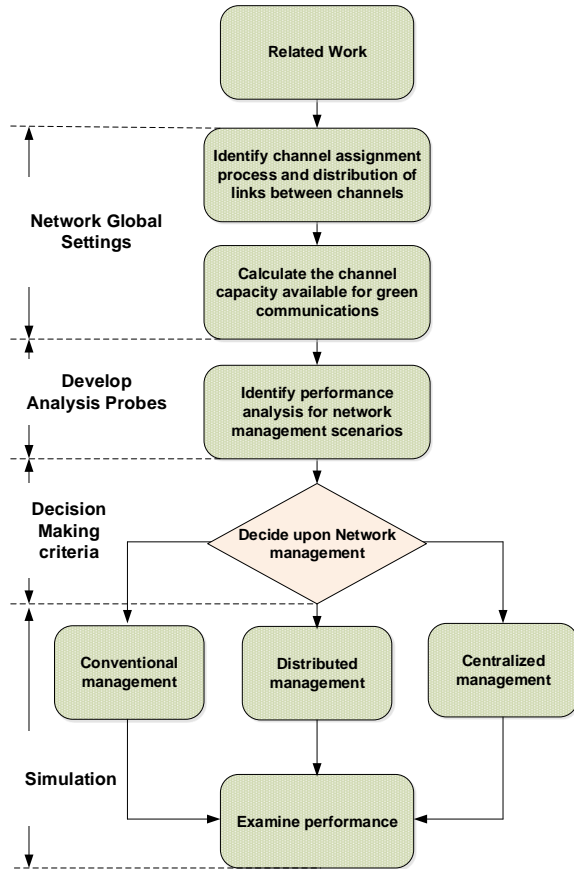 Related Work
Identify channel assignment
process and distribution of
links between channels
Network Global
Settings
Calculate the channel
capacity available for green
communications
Develop
Analysis Probes
Identify performance
analysis for network
management scenarios
Decision
Making
criteria
Decide upon Network
management
Conventional
management
Distributed
management
Centralized
management
Simulation
Examine performance